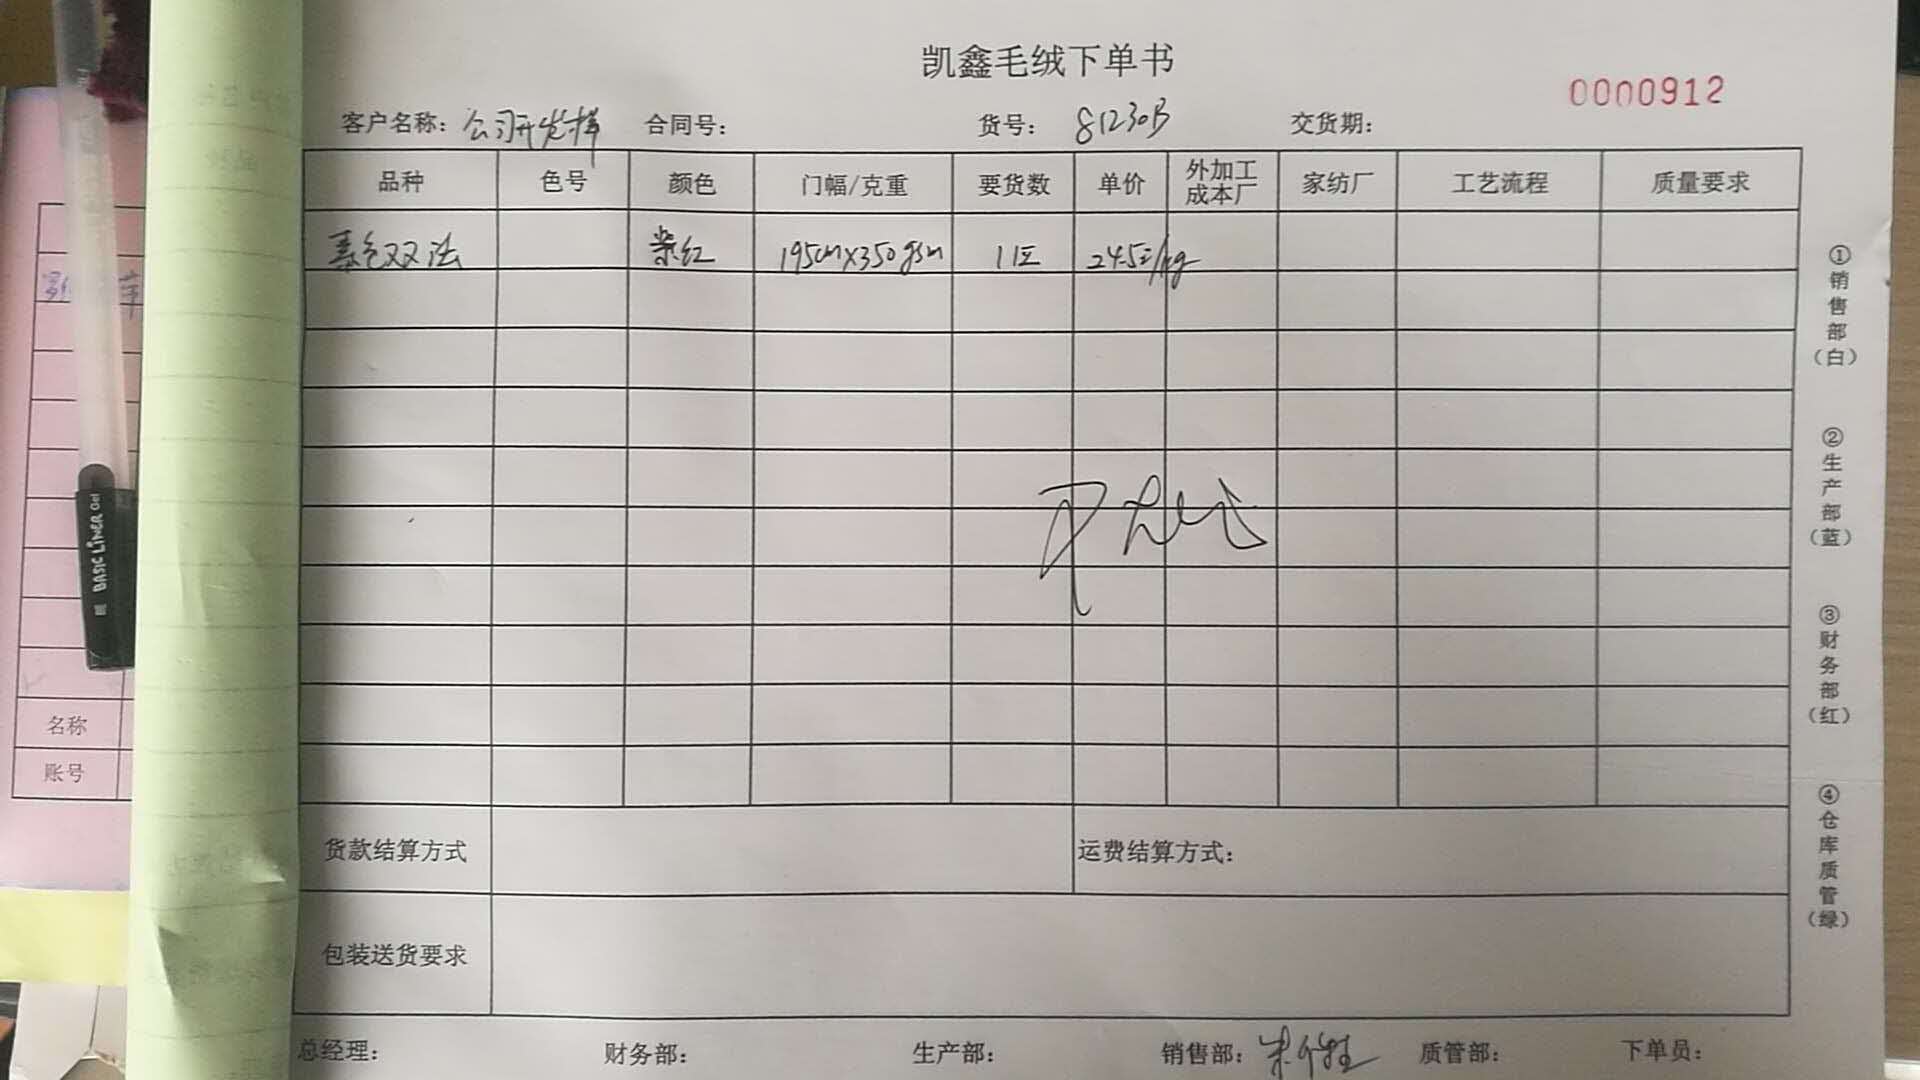 凯鑫毛绒下单书
0000912
客户名称：公司开发样 合同号： 货号：81230B 交货期：
品种 色号 颜色 门幅/克重 要货数 单价 外加工成本厂 家纺厂 工艺流程 质量要求
素色双法 紫红 195cm×350gsm 1匹 24.5元/kg
货款结算方式 运费结算方式：
包装送货要求
总经理： 财务部： 生产部： 销售部： 质管部： 下单员：
①销售部（白）
②生产部（蓝）
③财务部（红）
④仓库质管（绿）
名称
账号
BASIC LINER